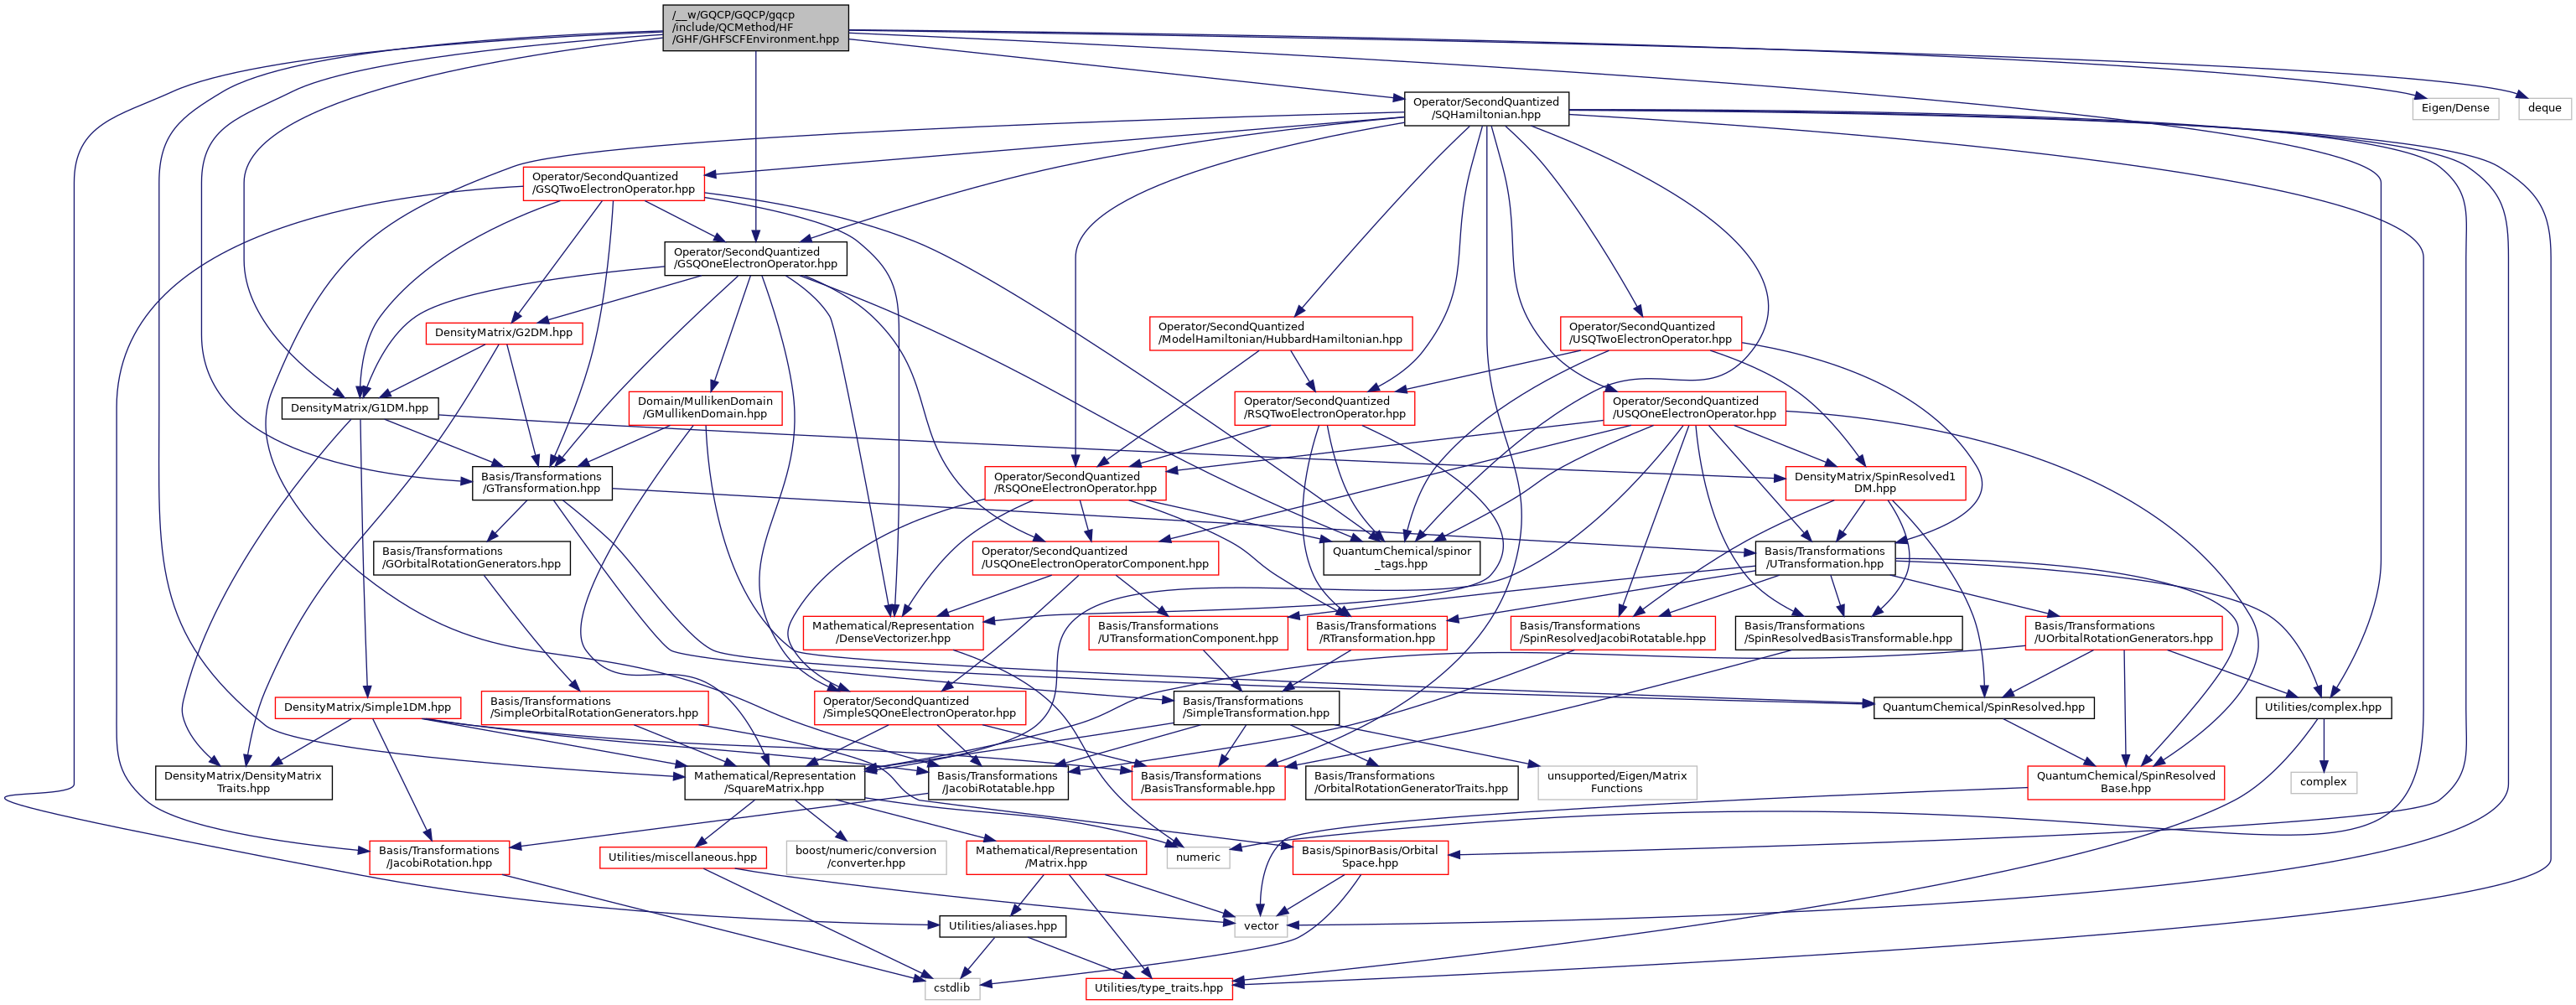 /__w/GQCP/GQCP/gqcp
/include/QCMethod/HF
/GHF/GHFSCFEnvironment.hpp
Operator/SecondQuantized
/SQHamiltonian.hpp
Eigen/Dense
deque
Operator/SecondQuantized
/GSQTwoElectronOperator.hpp
Operator/SecondQuantized
/GSQOneElectronOperator.hpp
DensityMatrix/G2DM.hpp
Operator/SecondQuantized
/ModelHamiltonian/HubbardHamiltonian.hpp
Operator/SecondQuantized
/USQTwoElectronOperator.hpp
DensityMatrix/G1DM.hpp
Domain/MullikenDomain
/GMullikenDomain.hpp
Operator/SecondQuantized
/RSQTwoElectronOperator.hpp
Operator/SecondQuantized
/USQOneElectronOperator.hpp
Basis/Transformations
/GTransformation.hpp
Operator/SecondQuantized
/RSQOneElectronOperator.hpp
DensityMatrix/SpinResolved1
DM.hpp
Basis/Transformations
/GOrbitalRotationGenerators.hpp
Operator/SecondQuantized
/USQOneElectronOperatorComponent.hpp
QuantumChemical/spinor
_tags.hpp
Basis/Transformations
/UTransformation.hpp
Mathematical/Representation
/DenseVectorizer.hpp
Basis/Transformations
/UTransformationComponent.hpp
Basis/Transformations
/RTransformation.hpp
Basis/Transformations
/SpinResolvedJacobiRotatable.hpp
Basis/Transformations
/SpinResolvedBasisTransformable.hpp
Basis/Transformations
/UOrbitalRotationGenerators.hpp
DensityMatrix/Simple1DM.hpp
Basis/Transformations
/SimpleOrbitalRotationGenerators.hpp
Operator/SecondQuantized
/SimpleSQOneElectronOperator.hpp
Basis/Transformations
/SimpleTransformation.hpp
QuantumChemical/SpinResolved.hpp
Utilities/complex.hpp
DensityMatrix/DensityMatrix
Traits.hpp
Mathematical/Representation
/SquareMatrix.hpp
Basis/Transformations
/JacobiRotatable.hpp
Basis/Transformations
/BasisTransformable.hpp
Basis/Transformations
/OrbitalRotationGeneratorTraits.hpp
unsupported/Eigen/Matrix
Functions
QuantumChemical/SpinResolved
Base.hpp
complex
Basis/Transformations
/JacobiRotation.hpp
Utilities/miscellaneous.hpp
boost/numeric/conversion
/converter.hpp
Mathematical/Representation
/Matrix.hpp
numeric
Basis/SpinorBasis/Orbital
Space.hpp
Utilities/aliases.hpp
vector
cstdlib
Utilities/type_traits.hpp